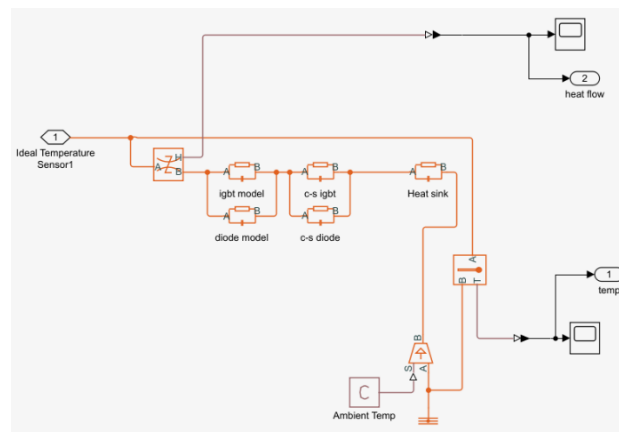 2
heat flow
1
Ideal Temperature
Sensor1
H
A
B
A B
A B
A B
igbt model
c-s igbt
Heat sink
A B
A B
diode model
c-s diode
A
B T
1
temp
B
S A
C
Ambient Temp